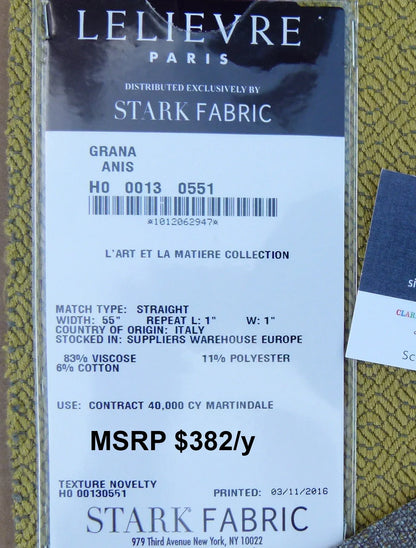 LELIEVRE
PARIS
DISTRIBUTED EXCLUSIVELY BY
STARK FABRIC
GRANA
ANIS
H0 0013 0551
*1012062947*
L'ART ET LA MATIERE COLLECTION
MATCH TYPE: STRAIGHT
WIDTH: 55" REPEAT L: 1" W: 1"
COUNTRY OF ORIGIN: ITALY
STOCKED IN: SUPPLIERS WAREHOUSE EUROPE
83% VISCOSE 11% POLYESTER
6% COTTON
USE: CONTRACT 40,000 CY MARTINDALE
MSRP $382/y
TEXTURE NOVELTY
H0 00130551 PRINTED: 03/11/2016
STARK FABRIC
979 Third Avenue New York, NY 10022
si
CLAR
Sc